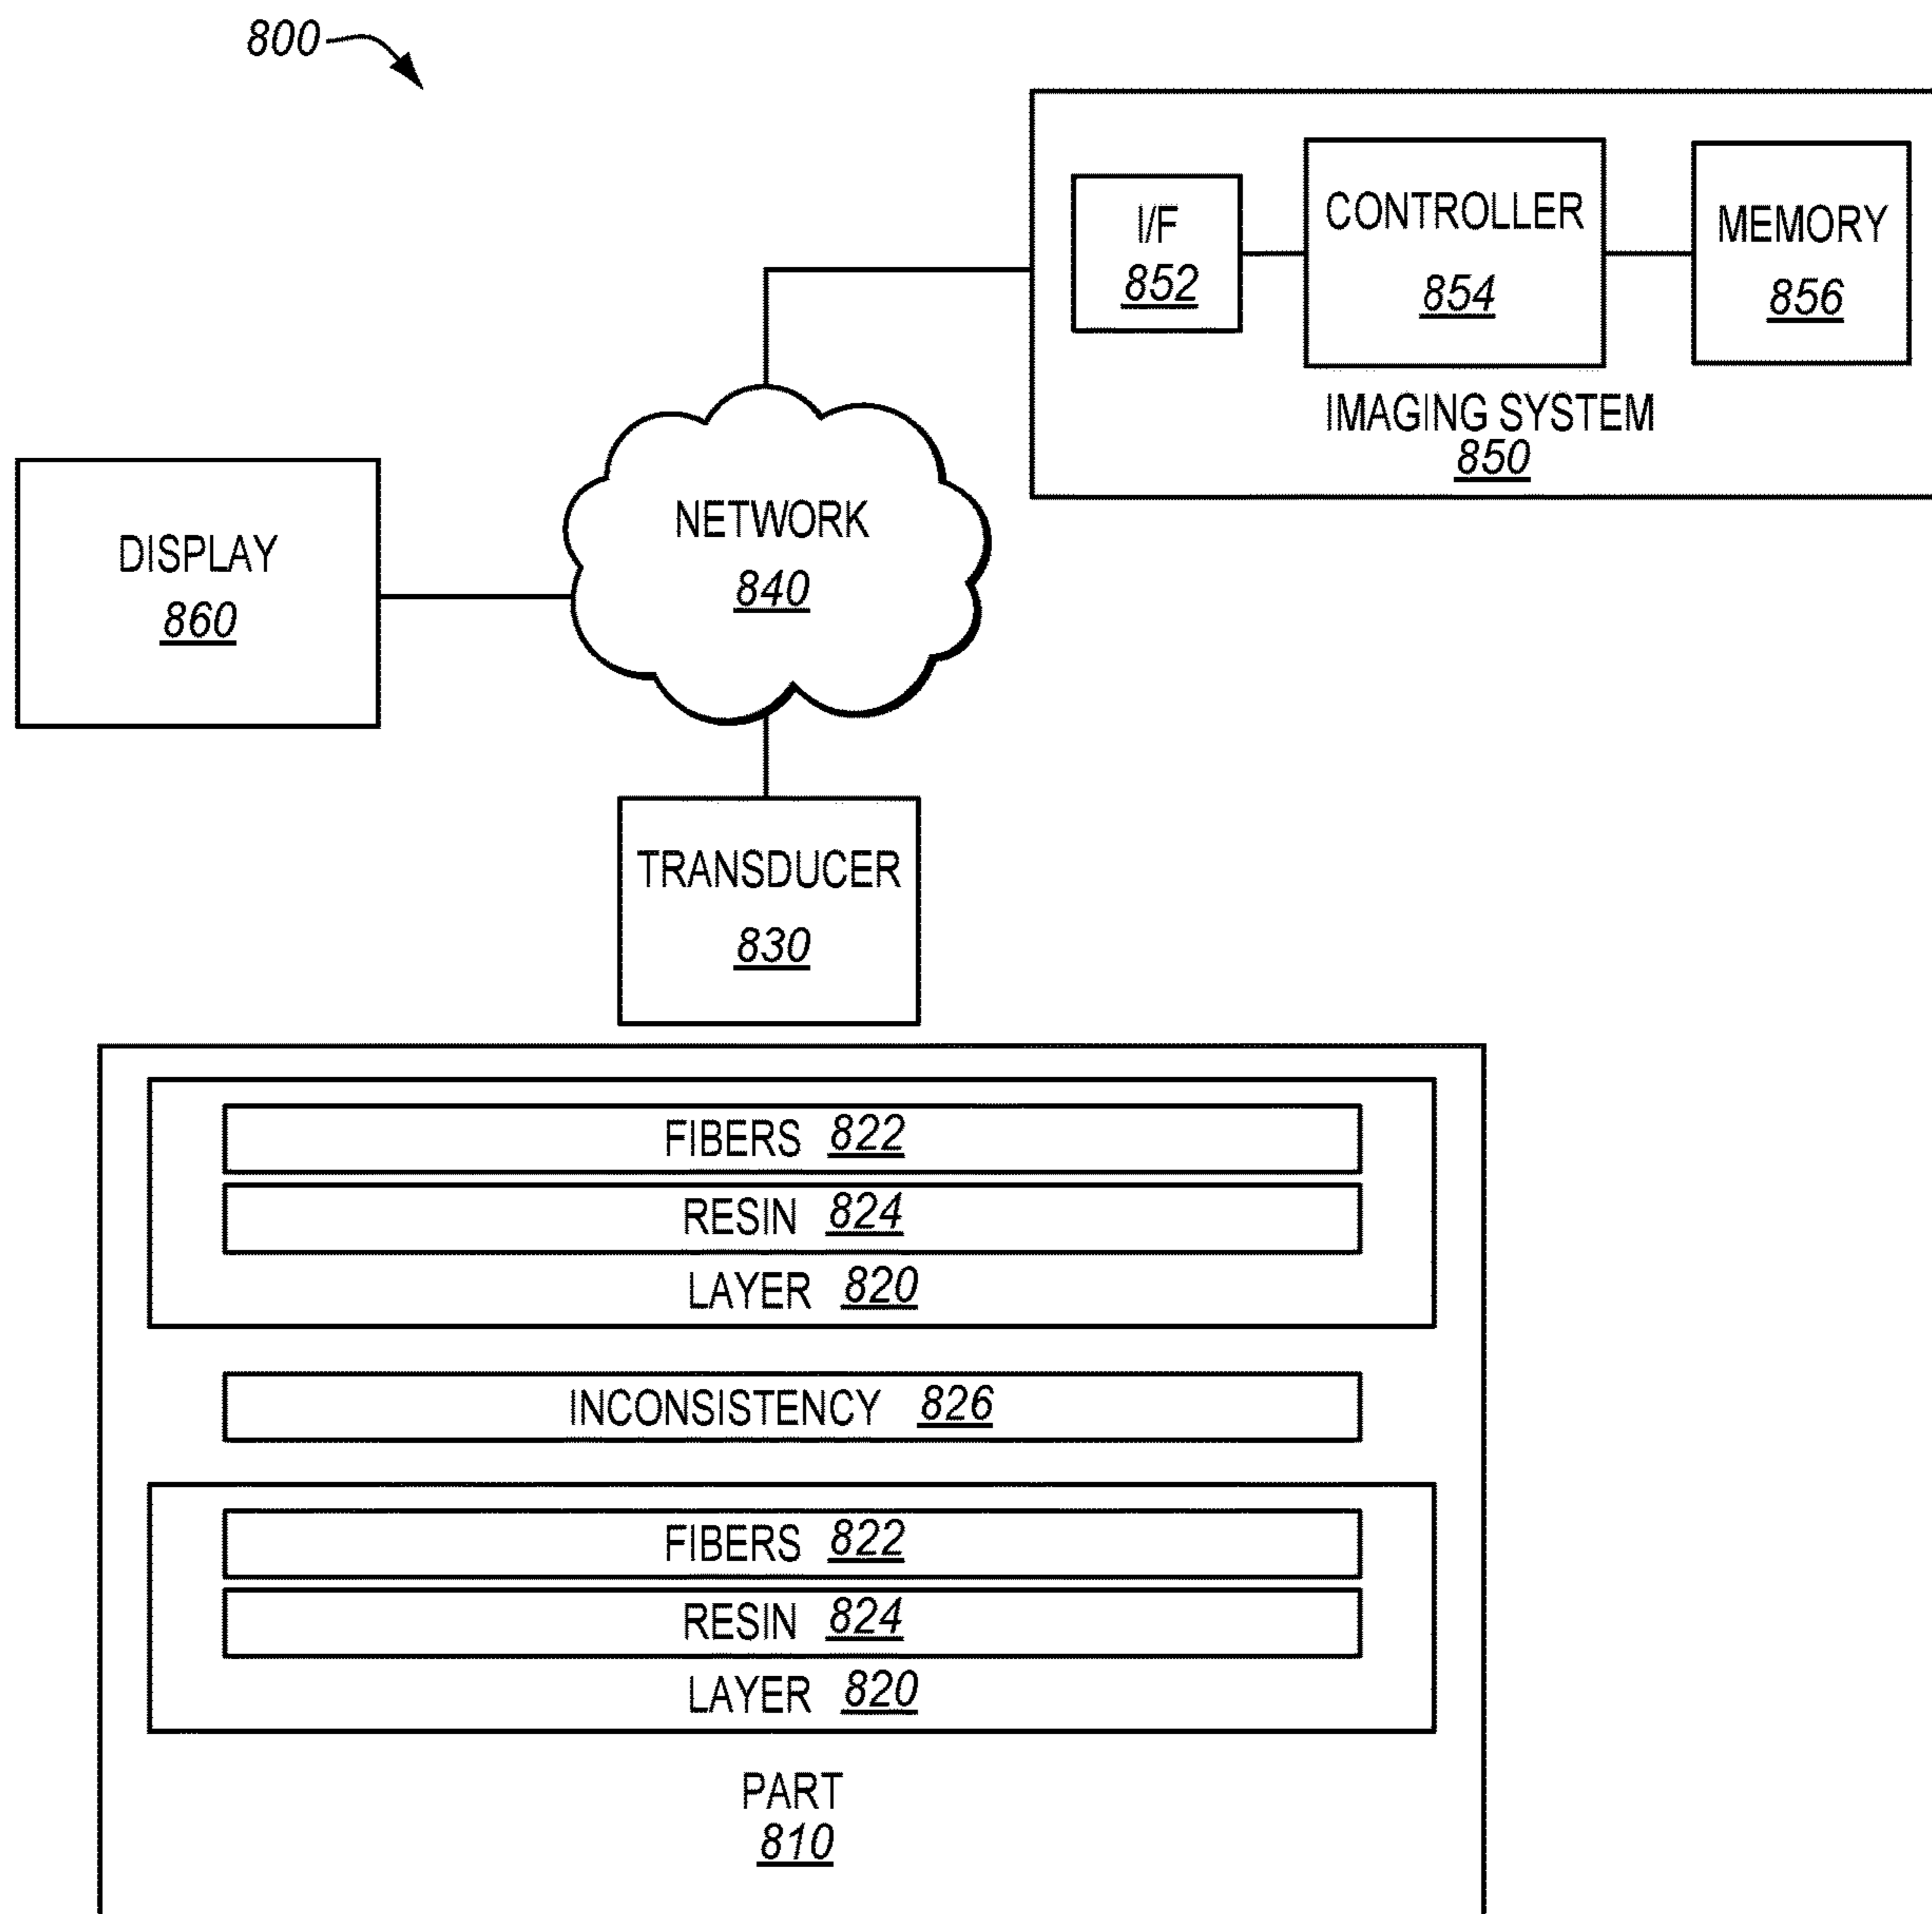 800
I/F
852
CONTROLLER
854
MEMORY
856
IMAGING SYSTEM
850
NETWORK
840
DISPLAY
860
TRANSDUCER
830
FIBERS 822
RESIN 824
LAYER 820
INCONSISTENCY 826
FIBERS 822
RESIN 824
LAYER 820
PART
810